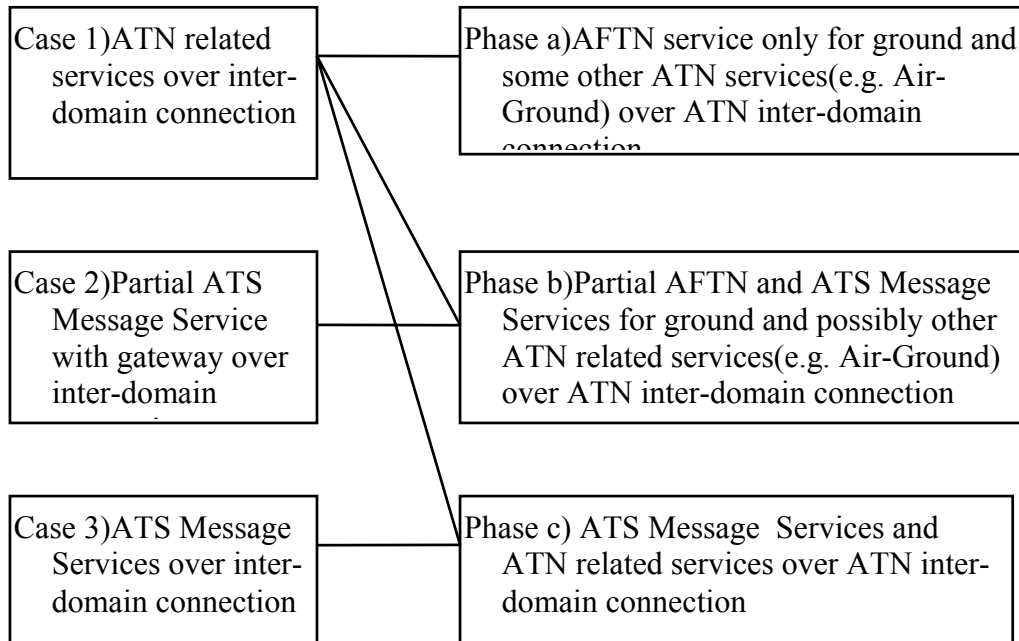 Case 1)ATN related
services over inter-
domain connection
Phase a)AFTN service only for ground and
some other ATN services(e.g. Air-
Ground) over ATN inter-domain
connection
Case 2)Partial ATS
Message Service
with gateway over
inter-domain
Phase b)Partial AFTN and ATS Message
Services for ground and possibly other
ATN related services(e.g. Air-Ground)
over ATN inter-domain connection
Case 3)ATS Message
Services over inter-
domain connection
Phase c) ATS Message  Services and
ATN related services over ATN inter-
domain connection